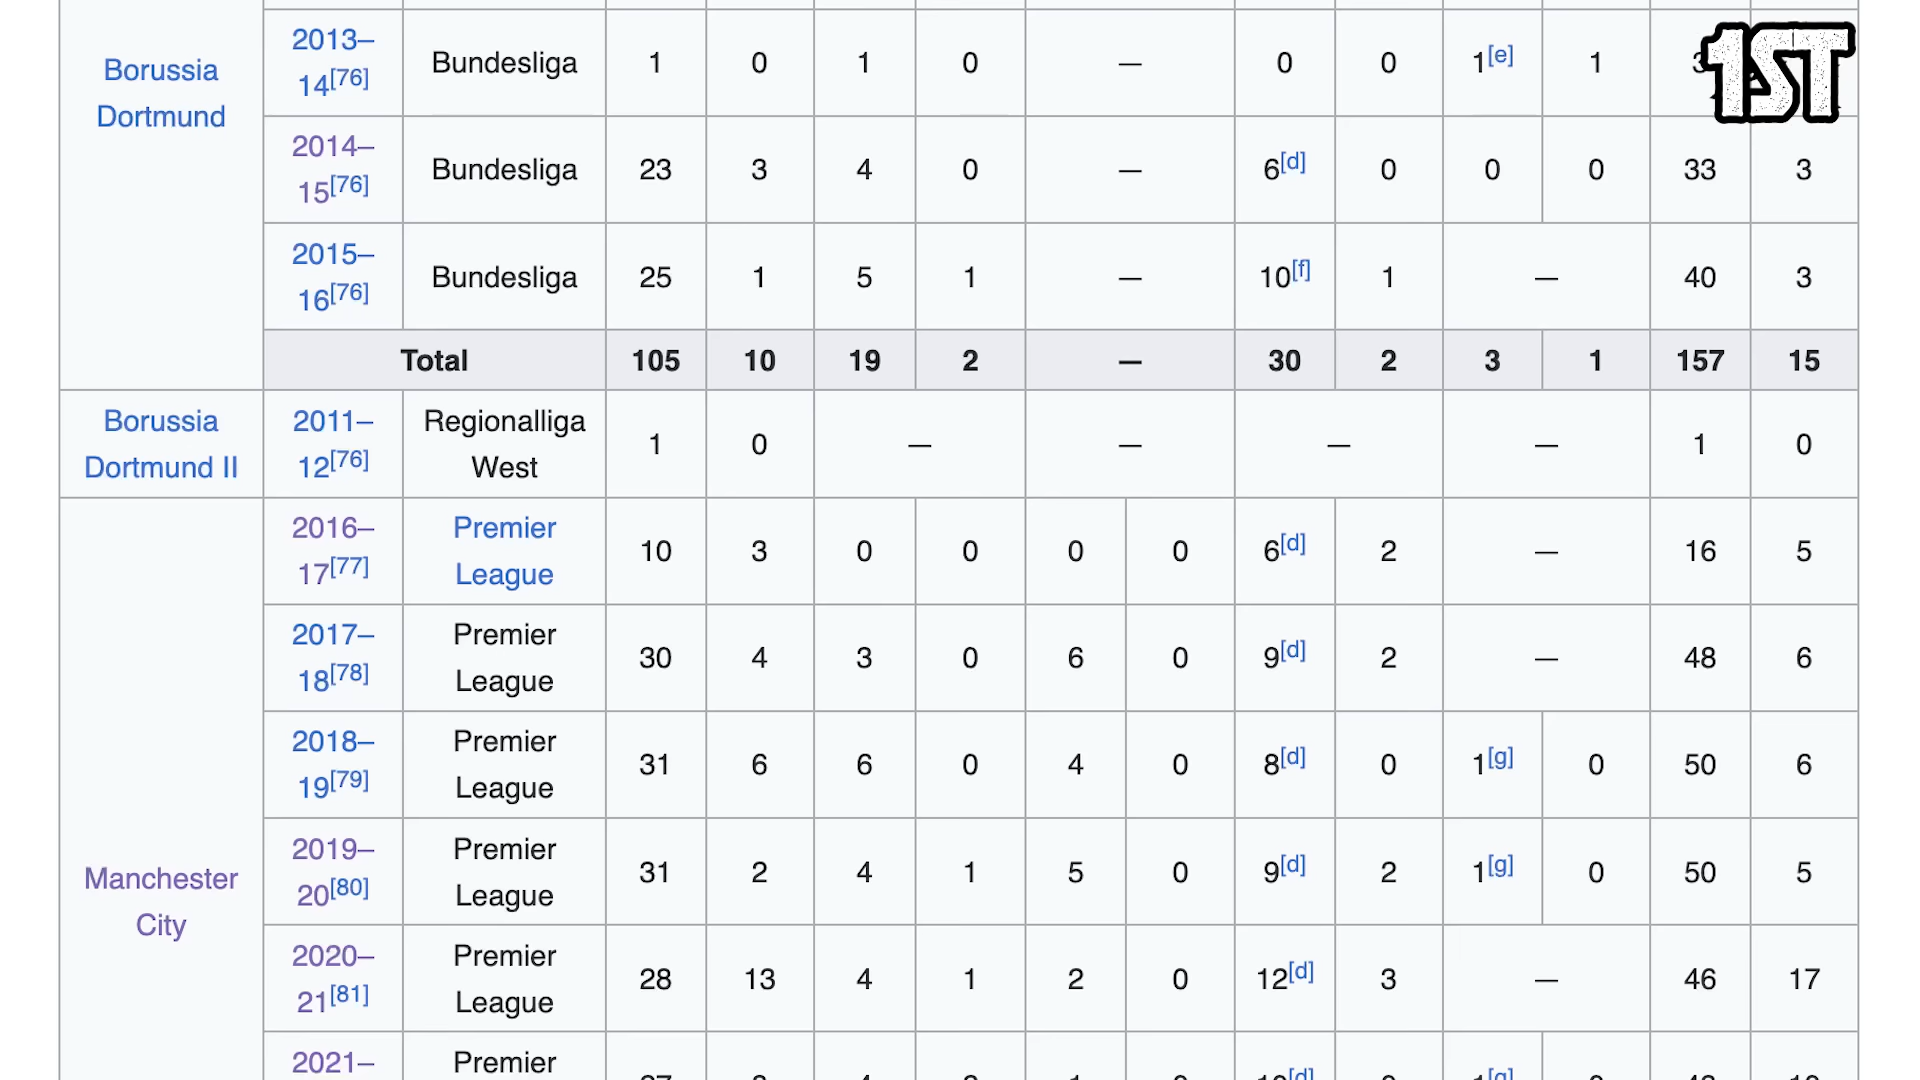 Borussia Dortmund
2013–14[76] Bundesliga 1 0 1 0 — 0 0 1[e] 1
1ST
2014–15[76] Bundesliga 23 3 4 0 — 6[d] 0 0 0 33 3
2015–16[76] Bundesliga 25 1 5 1 — 10[f] 1 — 40 3
Total 105 10 19 2 — 30 2 3 1 157 15
Borussia Dortmund II 2011–12[76] Regionalliga West 1 0 — — — — 1 0
Manchester City
2016–17[77] Premier League 10 3 0 0 0 0 6[d] 2 — 16 5
2017–18[78] Premier League 30 4 3 0 6 0 9[d] 2 — 48 6
2018–19[79] Premier League 31 6 6 0 4 0 8[d] 0 1[g] 0 50 6
2019–20[80] Premier League 31 2 4 1 5 0 9[d] 2 1[g] 0 50 5
2020–21[81] Premier League 28 13 4 1 2 0 12[d] 3 — 46 17
2021– Premier